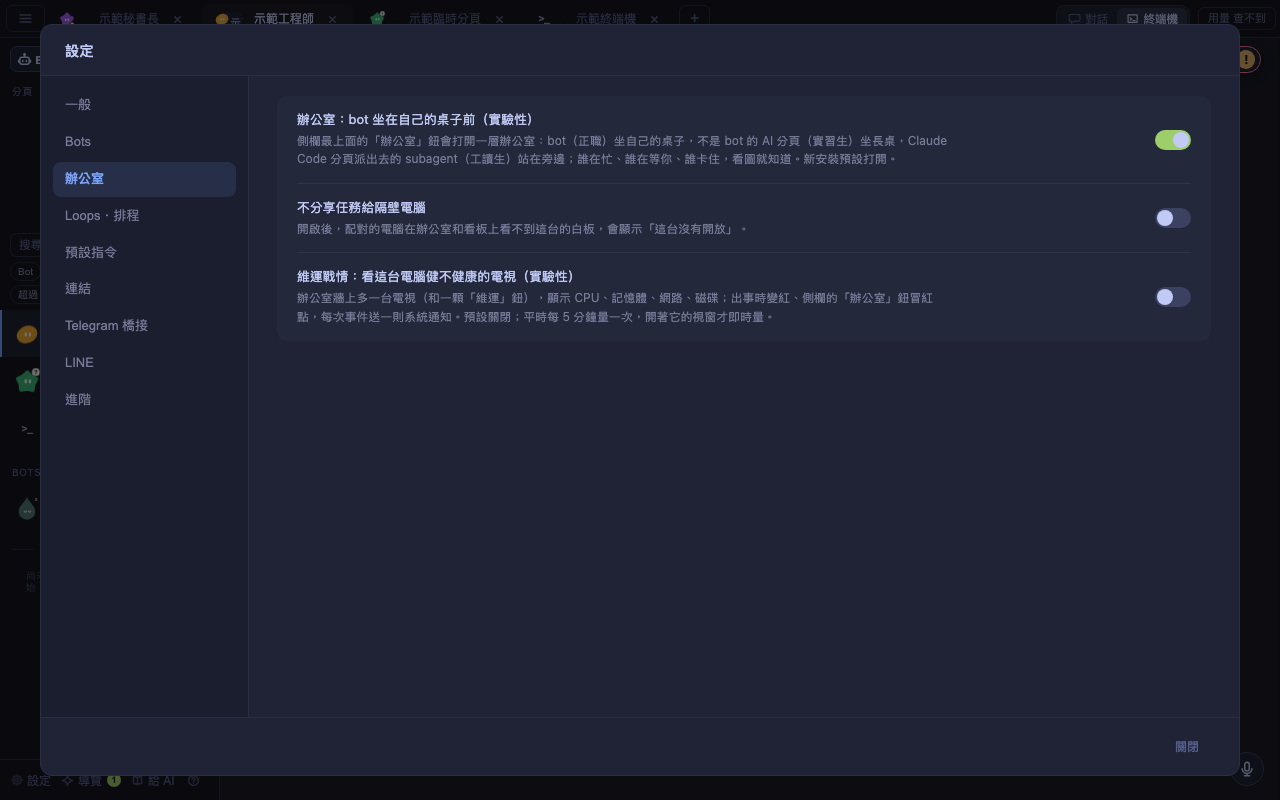 示範秘書長
示範工程師
示範臨時分頁
>_ 示範終端機
+
對話
終端機
用量 查不到
設定
分頁
一般
Bots
辦公室
Loops · 排程
預設指令
連結
Telegram 橋接
LINE
進階
搜尋
Bot
超過
>_
BOTS
辦公室：bot 坐在自己的桌子前（實驗性）
側欄最上面的「辦公室」鈕會打開一層辦公室：bot（正職）坐自己的桌子，不是 bot 的 AI 分頁（實習生）坐長桌，Claude
Code 分頁派出去的 subagent（工讀生）站在旁邊；誰在忙、誰在等你、誰卡住，看圖就知道。新安裝預設打開。
不分享任務給隔壁電腦
開啟後，配對的電腦在辦公室和看板上看不到這台的白板，會顯示「這台沒有開放」。
維運戰情：看這台電腦健不健康的電視（實驗性）
辦公室牆上多一台電視（和一顆「維運」鈕），顯示 CPU、記憶體、網路、磁碟；出事時變紅、側欄的「辦公室」鈕冒紅
點，每次事件送一則系統通知。預設關閉；平時每 5 分鐘量一次，開著它的視窗才即時量。
關閉
設定
導覽
1
給 AI